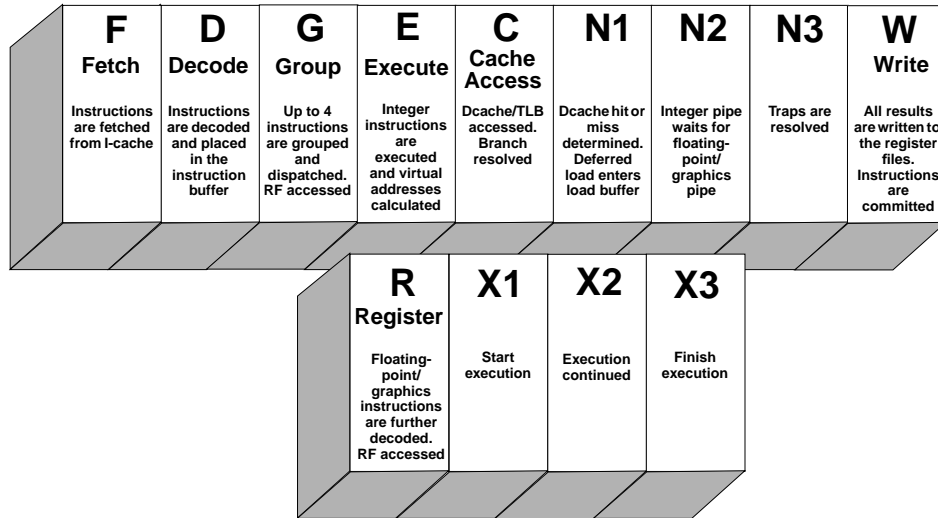 F
Fetch
Instructions
are fetched
from I-cache
D
Decode
Instructions
are decoded
and placed
in the
instruction
buffer
G
Group
Up to 4
instructions
are grouped
and
dispatched.
RF accessed
E
Execute
Integer
instructions
are
executed
and virtual
addresses
calculated
C
Cache
Access
Dcache/TLB
accessed.
Branch
resolved
N1
Dcache hit or
miss
determined.
Deferred
load enters
load buffer
N2
Integer pipe
waits for
floating-
point/
graphics
pipe
N3
Traps are
resolved
W
Write
All results
are written to
the register
files.
Instructions
are
committed
R
Register
Floating-
point/
graphics
instructions
are further
decoded.
RF accessed
X1
Start
execution
X2
Execution
continued
X3
Finish
execution